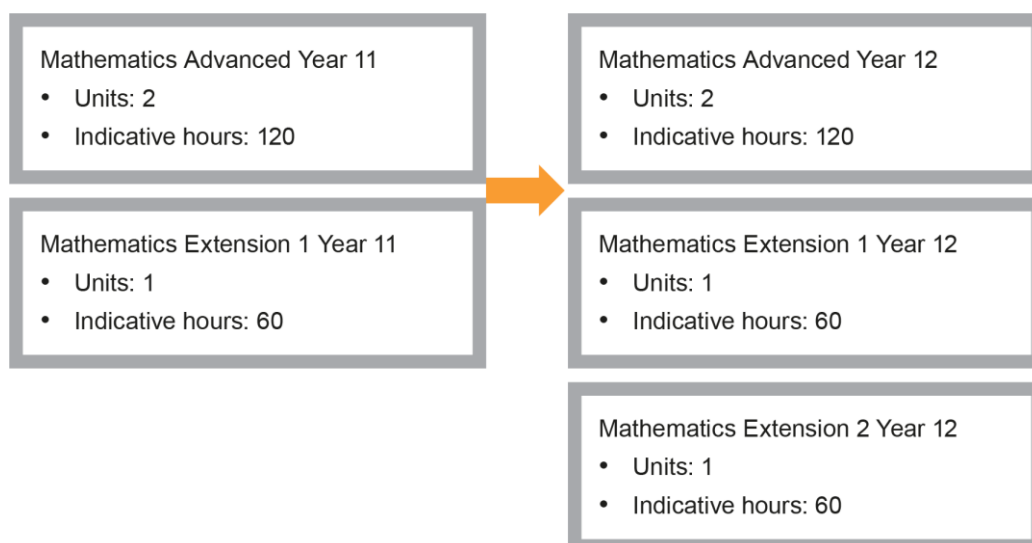 Mathematics Advanced Year 11
• Units: 2
• Indicative hours: 120
Mathematics Extension 1 Year 11
• Units: 1
• Indicative hours: 60
Mathematics Advanced Year 12
• Units: 2
• Indicative hours: 120
Mathematics Extension 1 Year 12
• Units: 1
• Indicative hours: 60
Mathematics Extension 2 Year 12
• Units: 1
• Indicative hours: 60